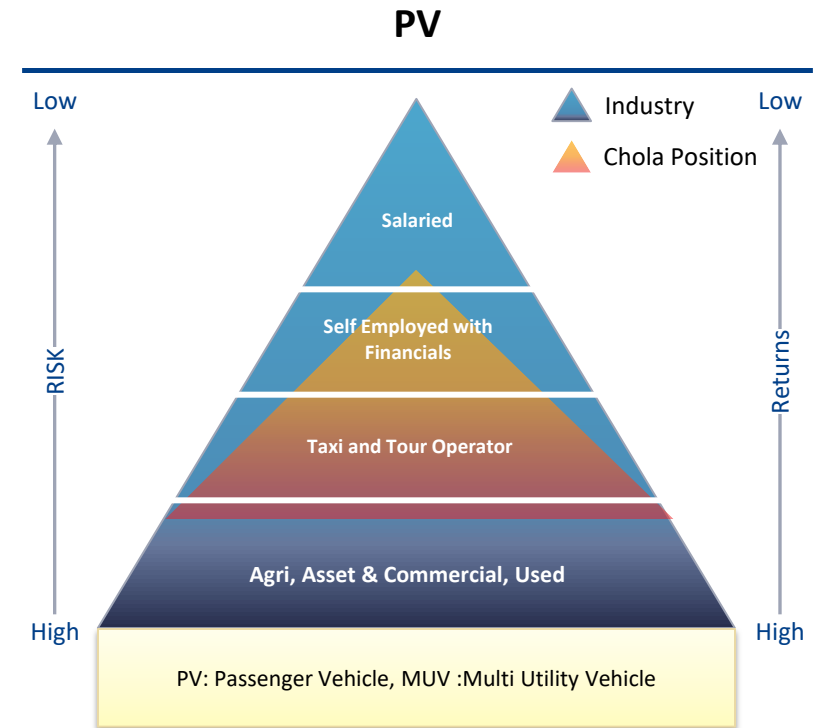 PV
Low
Low
Industry
Chola Position
Salaried
Self Employed with
Financials
RISK
Returns
Taxi and Tour Operator
Agri, Asset & Commercial, Used
High
High
PV: Passenger Vehicle, MUV :Multi Utility Vehicle